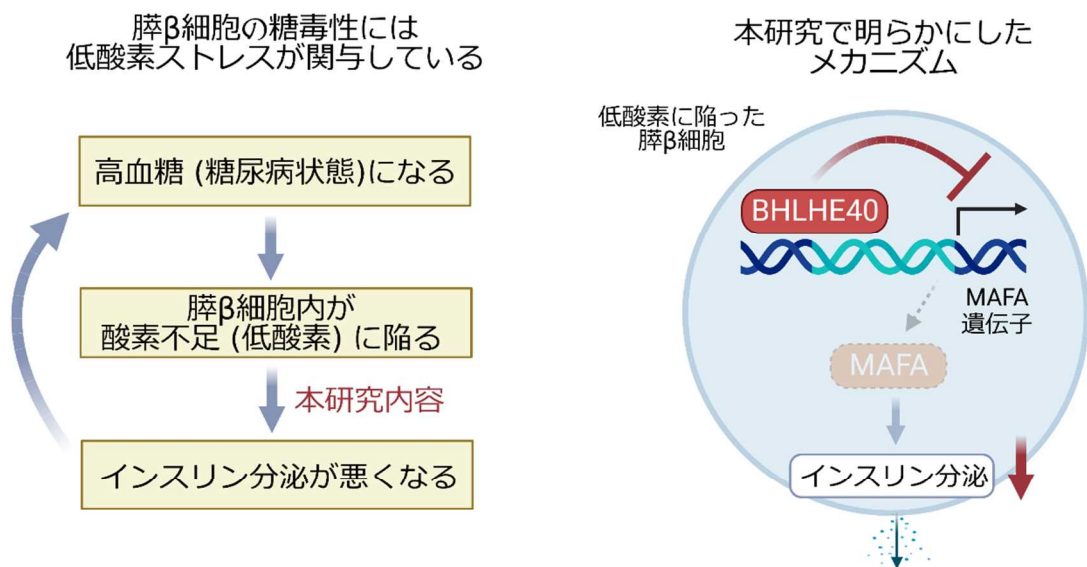 膵β細胞の糖毒性には
低酸素ストレスが関与している
高血糖 (糖尿病状態)になる
膵β細胞内が
酸素不足 (低酸素) に陥る
本研究内容
インスリン分泌が悪くなる
本研究で明らかにした
メカニズム
低酸素に陥った
膵β細胞
BHLHE40
MAFA
遺伝子
MAFA
インスリン分泌